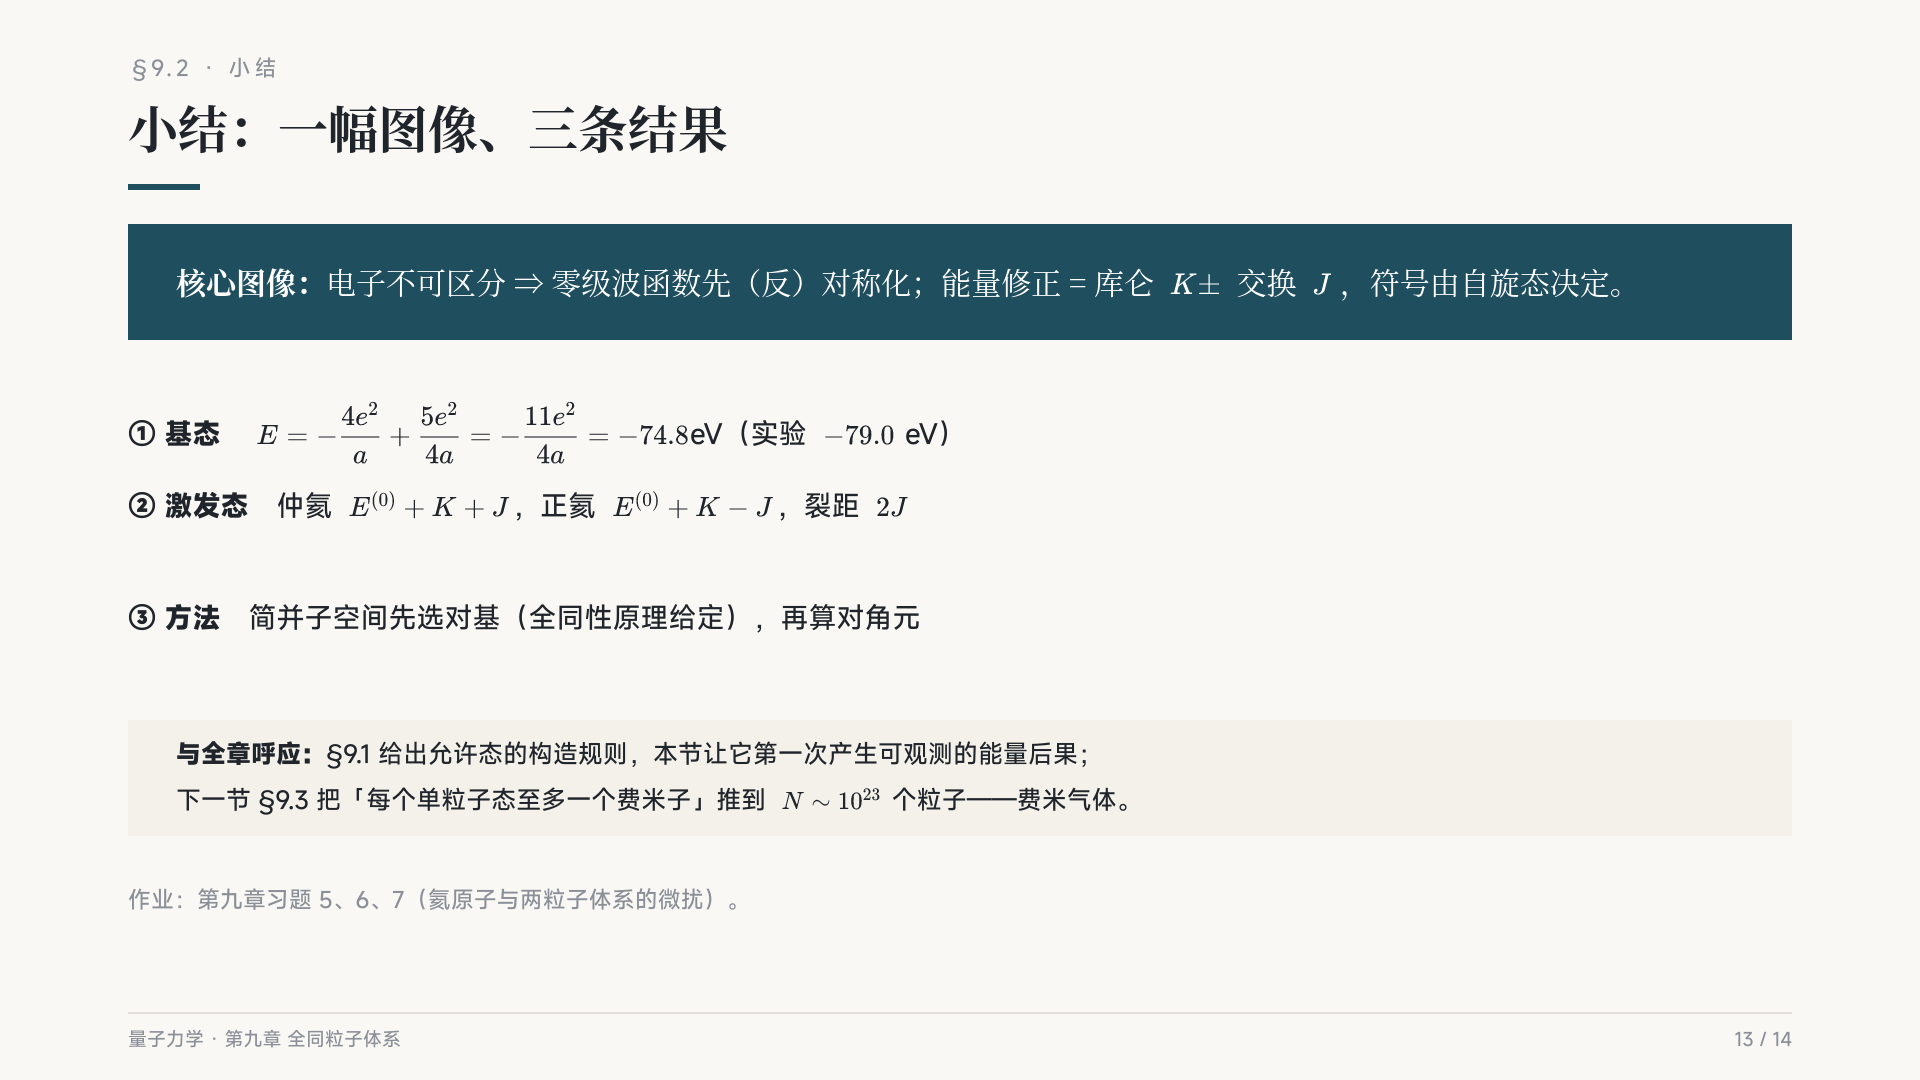 §9.2 · 小结
小结：一幅图像、三条结果
核心图像：电子不可区分 ⇒ 零级波函数先（反）对称化；能量修正 = 库仑 K± 交换 J，符号由自旋态决定。
① 基态 E = −4e²/a + 5e²/4a = −11e²/4a = −74.8eV（实验 −79.0 eV）
② 激发态 仲氦 E⁽⁰⁾ + K + J，正氦 E⁽⁰⁾ + K − J，裂距 2J
③ 方法 简并子空间先选对基（全同性原理给定），再算对角元
与全章呼应：§9.1 给出允许态的构造规则，本节让它第一次产生可观测的能量后果；
下一节 §9.3 把「每个单粒子态至多一个费米子」推到 N ∼ 10²³ 个粒子——费米气体。
作业：第九章习题 5、6、7（氦原子与两粒子体系的微扰）。
量子力学 · 第九章 全同粒子体系
13 / 14